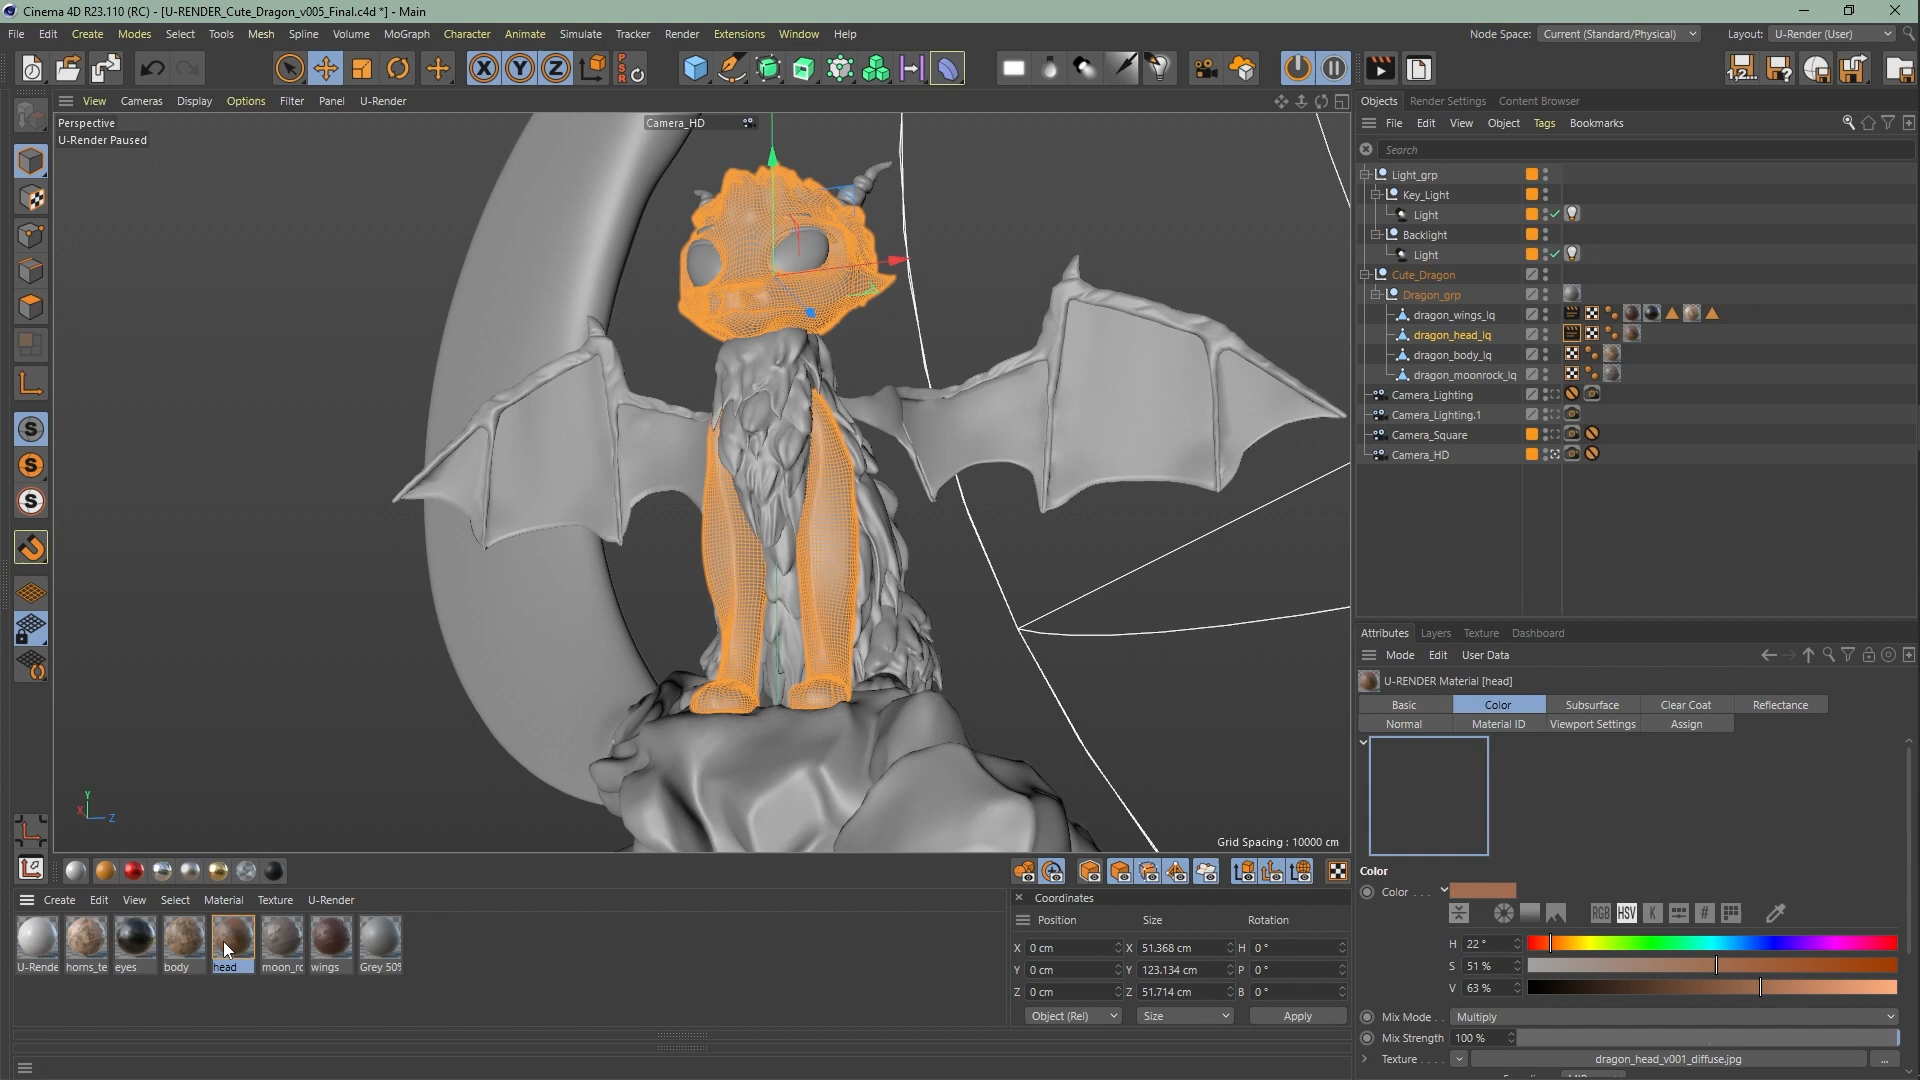 Cinema 4D R23.110 (RC) - [U-RENDER_Cute_Dragon_v005_Final.c4d *] - Main
File Edit Create Modes Select Tools Mesh Spline Volume MoGraph Character Animate Simulate Tracker Render Extensions Window Help
Node Space: Current (Standard/Physical) Layout: U-Render (User)
X Y Z
View Cameras Display Options Filter Panel U-Render
Perspective
U-Render Paused
Camera_HD
Grid Spacing : 10000 cm
Y
X
Z
Objects Render Settings Content Browser
File Edit View Object Tags Bookmarks
Search
Light_grp
Key_Light
Light
Backlight
Light
Cute_Dragon
Dragon_grp
dragon_wings_lq
dragon_head_lq
dragon_body_lq
dragon_moonrock_lq
Camera_Lighting
Camera_Lighting.1
Camera_Square
Camera_HD
Attributes Layers Texture Dashboard
Mode Edit User Data
U-RENDER Material [head]
Basic Color Subsurface Clear Coat Reflectance
Normal Material ID Viewport Settings Assign
Color
Color . . . .
RGB HSV K #
H 22 °
S 51 %
V 63 %
Mix Mode . . Multiply
Mix Strength 100 %
Texture . . . . dragon_head_v001_diffuse.jpg ...
Create Edit View Select Material Texture U-Render
U-Rende horns_te eyes body head moon_rc wings Grey 50%
Coordinates
Position Size Rotation
X 0 cm X 51.368 cm H 0 °
Y 0 cm Y 123.134 cm P 0 °
Z 0 cm Z 51.714 cm B 0 °
Object (Rel) Size Apply